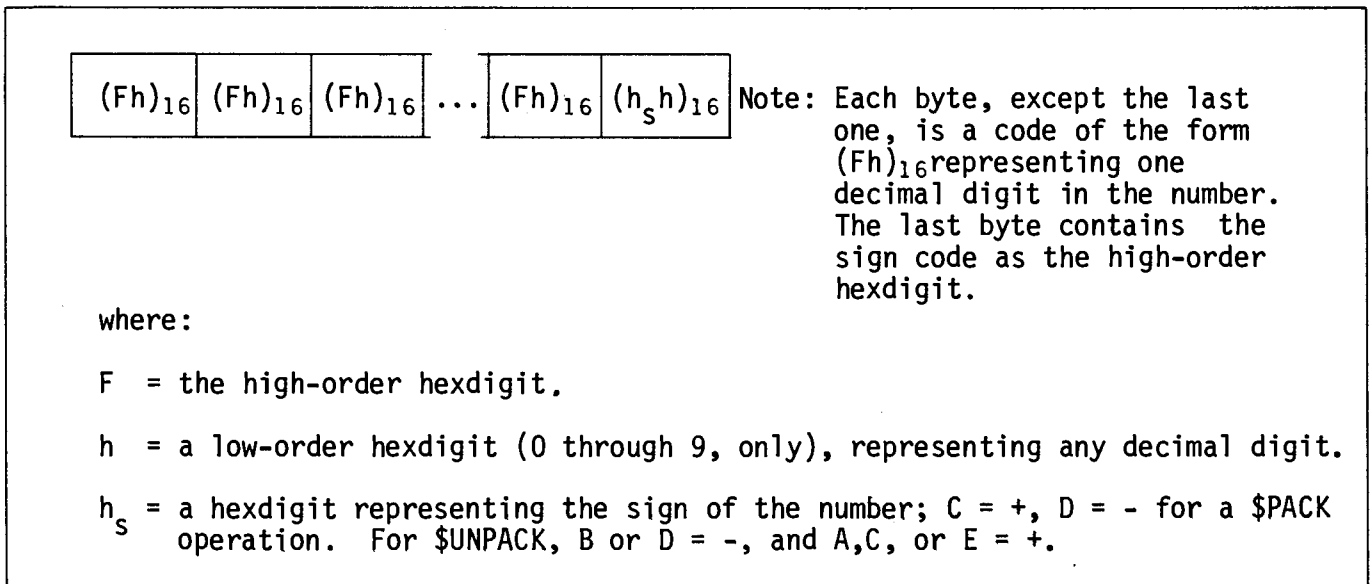 (Fh)₁₆ (Fh)₁₆ (Fh)₁₆ ... (Fh)₁₆ (hₛh)₁₆ Note: Each byte, except the last
one, is a code of the form
(Fh)₁₆representing one
decimal digit in the number.
The last byte contains the
sign code as the high-order
hexdigit.
where:
F = the high-order hexdigit.
h = a low-order hexdigit (0 through 9, only), representing any decimal digit.
hₛ = a hexdigit representing the sign of the number; C = +, D = - for a $PACK
operation. For $UNPACK, B or D = -, and A,C, or E = +.